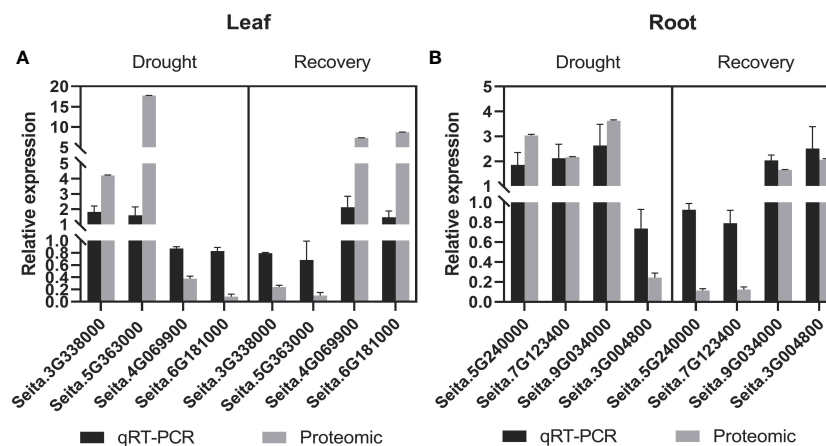 Leaf
A
Drought
Recovery
Relative expression
20
15
10
5
5
4
3
2
1
1.0
0.8
0.6
0.4
0.2
0.0
Seita.3G338000
Seita.5G363000
Seita.4G069900
Seita.6G181000
Seita.3G338000
Seita.5G363000
Seita.4G069900
Seita.6G181000
qRT-PCR
Proteomic
Root
B
Drought
Recovery
Relative expression
5
4
3
2
1
1.0
0.8
0.6
0.4
0.2
0.0
Seita.5G240000
Seita.7G123400
Seita.9G034000
Seita.3G004800
Seita.5G240000
Seita.7G123400
Seita.9G034000
Seita.3G004800
qRT-PCR
Proteomic